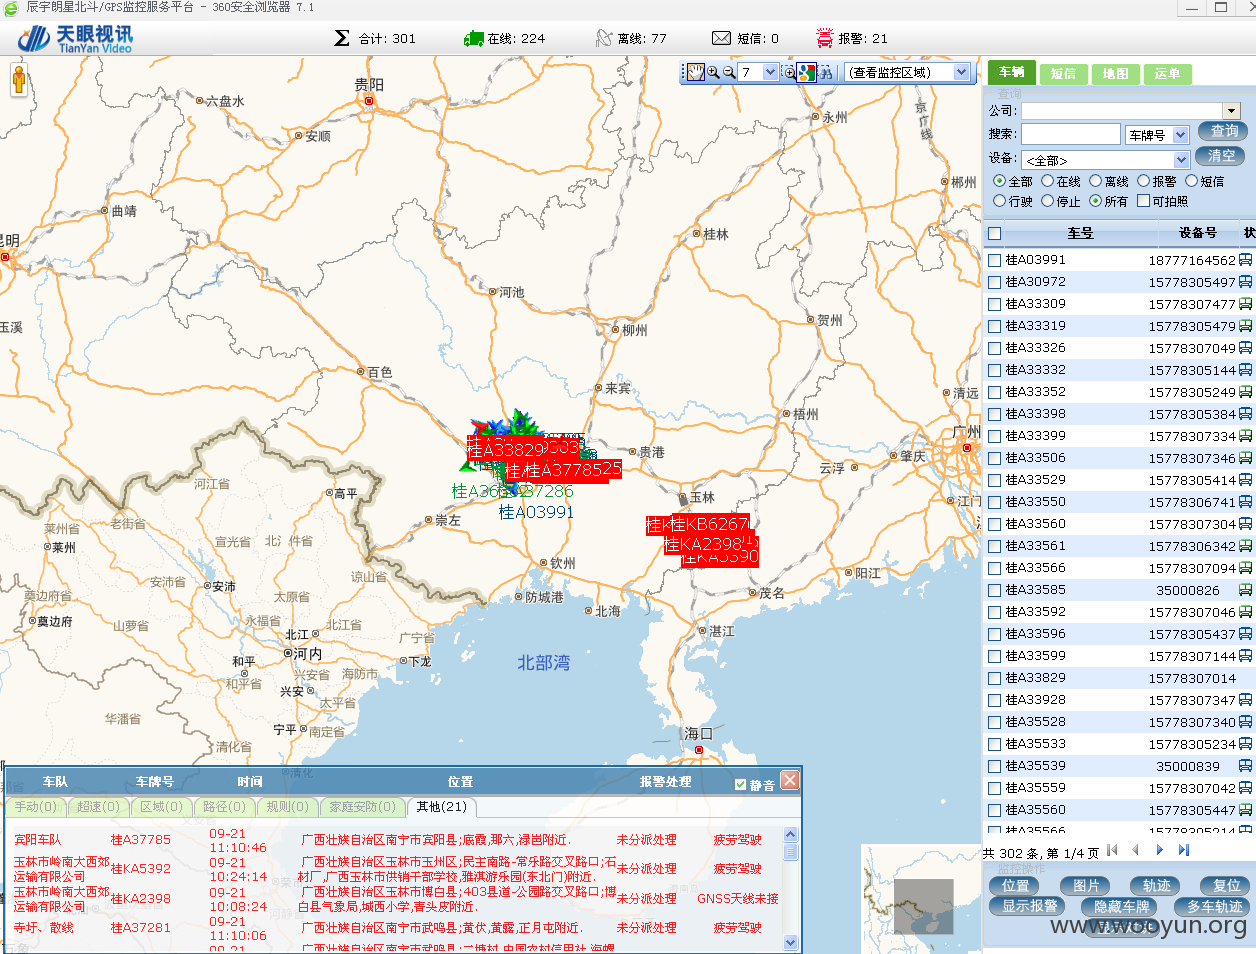 辰宇朗星北斗/GPS监控服务平台 - 360安全浏览器 7.1
天眼视讯
TianYan Video
合计: 301
在线: 224
离线: 77
短信: 0
报警: 21
7
(查看监控区域)
车辆 短信 地图 运单
查询
公司:
搜索: 车牌号 查询
设备: <全部> 清空
全部 在线 离线 报警 短信
行驶 停止 所有 可拍照
车号 设备号 状
桂A03991 18777164562
桂A30972 15778305497
桂A33309 15778307477
桂A33319 15778305479
桂A33326 15778307049
桂A33332 15778305144
桂A33352 15778305249
桂A33398 15778305384
桂A33399 15778307334
桂A33506 15778307346
桂A33529 15778305414
桂A33550 15778306741
桂A33560 15778307304
桂A33561 15778306342
桂A33566 15778307094
桂A33585 35000826
桂A33592 15778307046
桂A33596 15778305437
桂A33599 15778307144
桂A33829 15778307014
桂A33928 15778307347
桂A35528 15778307340
桂A35533 15778305234
桂A35539 35000839
桂A35559 15778307042
桂A35560 15778305447
桂A35566 15778305214
共 302 条, 第 1/4 页
监控操作
位置 图片 轨迹 复位
显示报警 隐藏车牌 多车轨迹
www.wooyun.org
贵阳
六盘水
安顺
曲靖
昆明
玉溪
永州
京广线
郴州
桂林
河池
柳州
贺州
百色
来宾
清远
梧州
广州
贵港
肇庆
云浮
玉林
江门
高平
崇左
钦州
防城港
北海
茂名
阳江
湛江
海口
北部湾
河江省
莱州省
莱州
老街省
宣光省
北氵件省
安沛省
安沛
谅山省
太原省
奠边府省
奠边府
山萝省
永福省
北江省
北江
广宁省
河内
和平
和平省
下龙
兴安省
兴安
海防市
太平省
华潘省
宁平
南定省
清化省
清化
桂A33829
桂A37785
桂A37286
桂A03991
桂KB6267
桂KA2398
桂KA5390
车队 车牌号 时间 位置 报警处理 静音
手动(0) 超速(0) 区域(0) 路径(0) 规则(0) 家庭安防(0) 其他(21)
宾阳车队 桂A37785 09-21 11:10:46 广西壮族自治区南宁市宾阳县;底霞,那六,禄邕附近. 未分派处理 疲劳驾驶
玉林市岭南大西郊运输有限公司 桂KA5392 09-21 10:24:14 广西壮族自治区玉林市玉州区;民主南路-常乐路交叉路口;石材厂,广西玉林市供销干部学校,雅祺游乐园(东北门)附近. 未分派处理 疲劳驾驶
玉林市岭南大西郊运输有限公司 桂KA2398 09-21 10:08:24 广西壮族自治区玉林市博白县;403县道-公园路交叉路口;博白县气象局,城西小学,青头皮附近. 未分派处理 GNSS天线未接
寺圩、散线 桂A37281 09-21 11:10:06 广西壮族自治区南宁市武鸣县;黄伏,黄露,正月屯附近. 未分派处理 疲劳驾驶